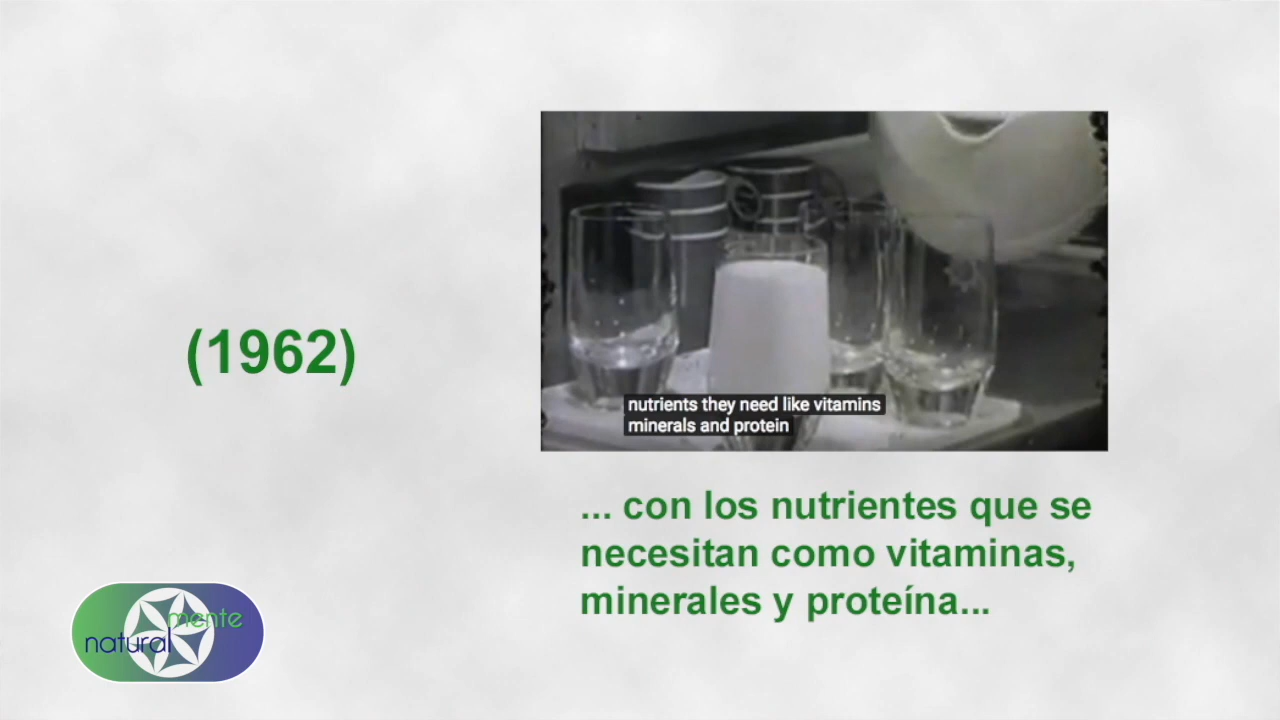 (1962)
nutrients they need like vitamins
minerals and protein
... con los nutrientes que se
necesitan como vitaminas,
minerales y proteína...
mente
natural